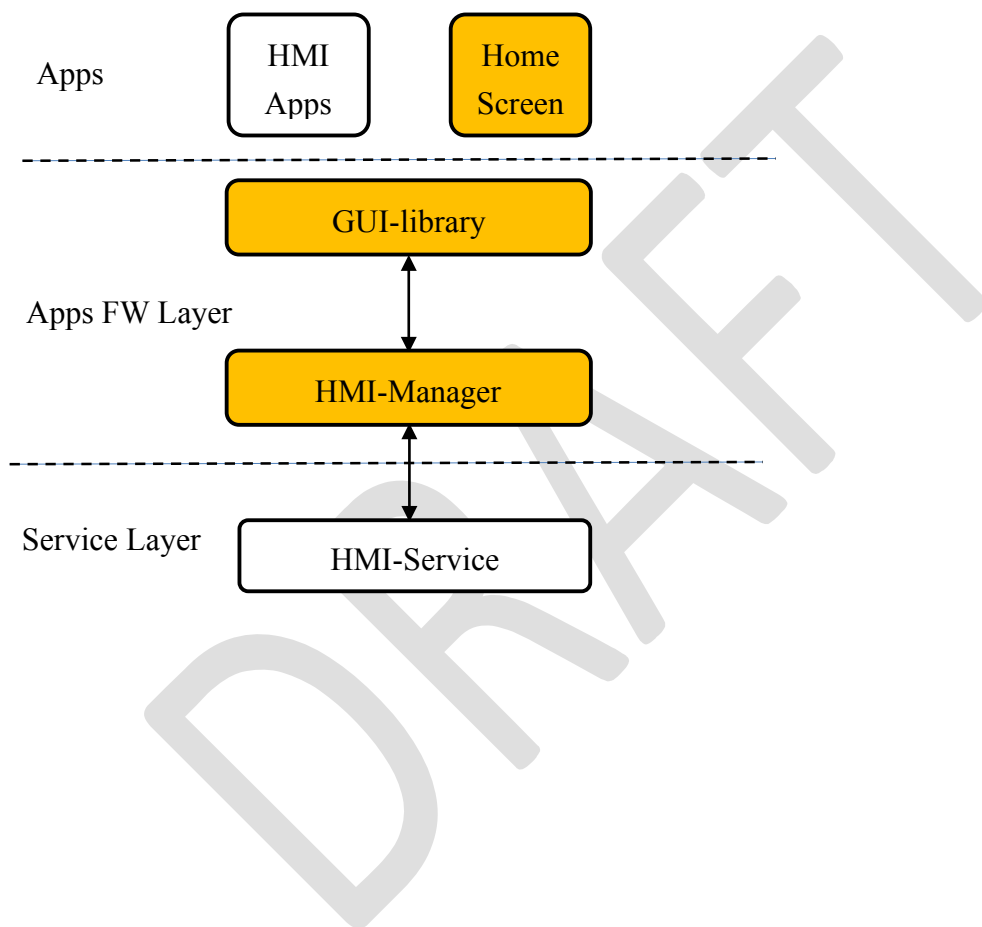 Apps
HMI
Apps
Home
Screen
GUI-library
Apps FW Layer
HMI-Manager
Service Layer
HMI-Service
DRAFT